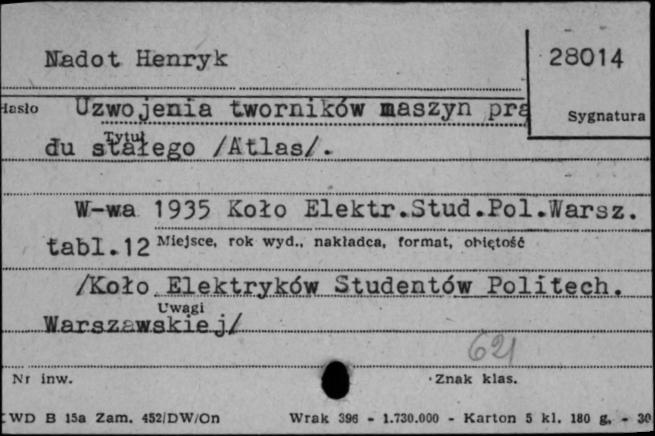 Nadot Henryk
28014
Hasło Uzwojenia tworników maszyn prą
Sygnatura
Tytuł
du stałego /Atlas/.
W-wa 1935 Koło Elektr.Stud.Pol.Warsz.
tabl.12 Miejsce, rok wyd., nakładca, format, objętość
/Koło Elektryków Studentów Politech.
Uwagi
Warszawskiej/
621
Nr inw.
Znak klas.
WD B 15a Zam. 452/DW/On Wrak 396 - 1.730.000 - Karton 5 kl. 180 g. - 30